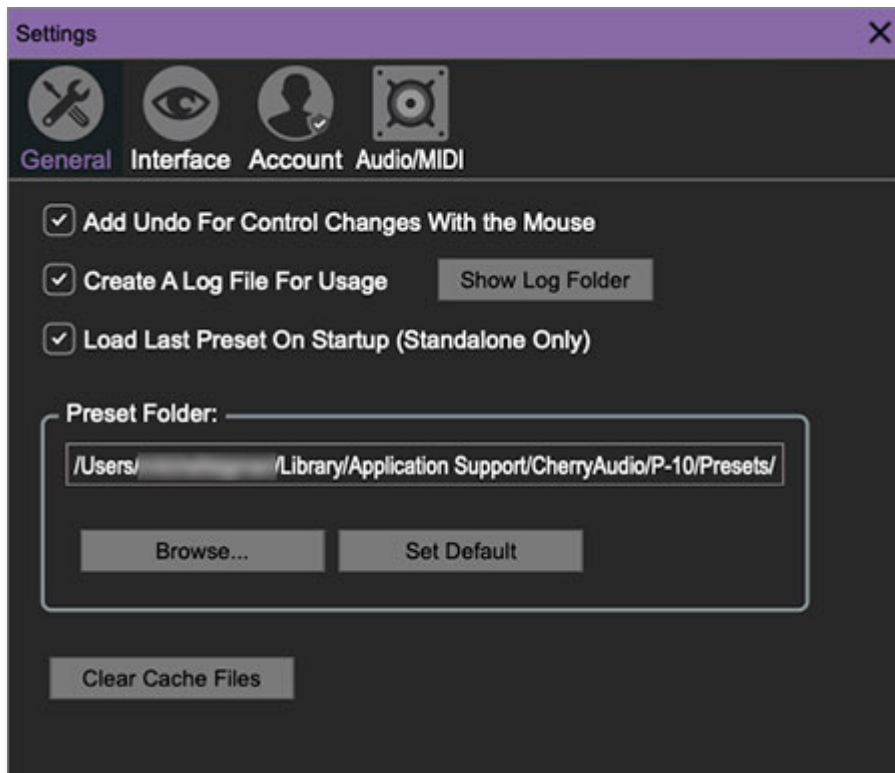 Settings
General Interface Account Audio/MIDI
Add Undo For Control Changes With the Mouse
Create A Log File For Usage Show Log Folder
Load Last Preset On Startup (Standalone Only)
Preset Folder:
/Users/ /Library/Application Support/CherryAudio/P-10/Presets/
Browse... Set Default
Clear Cache Files